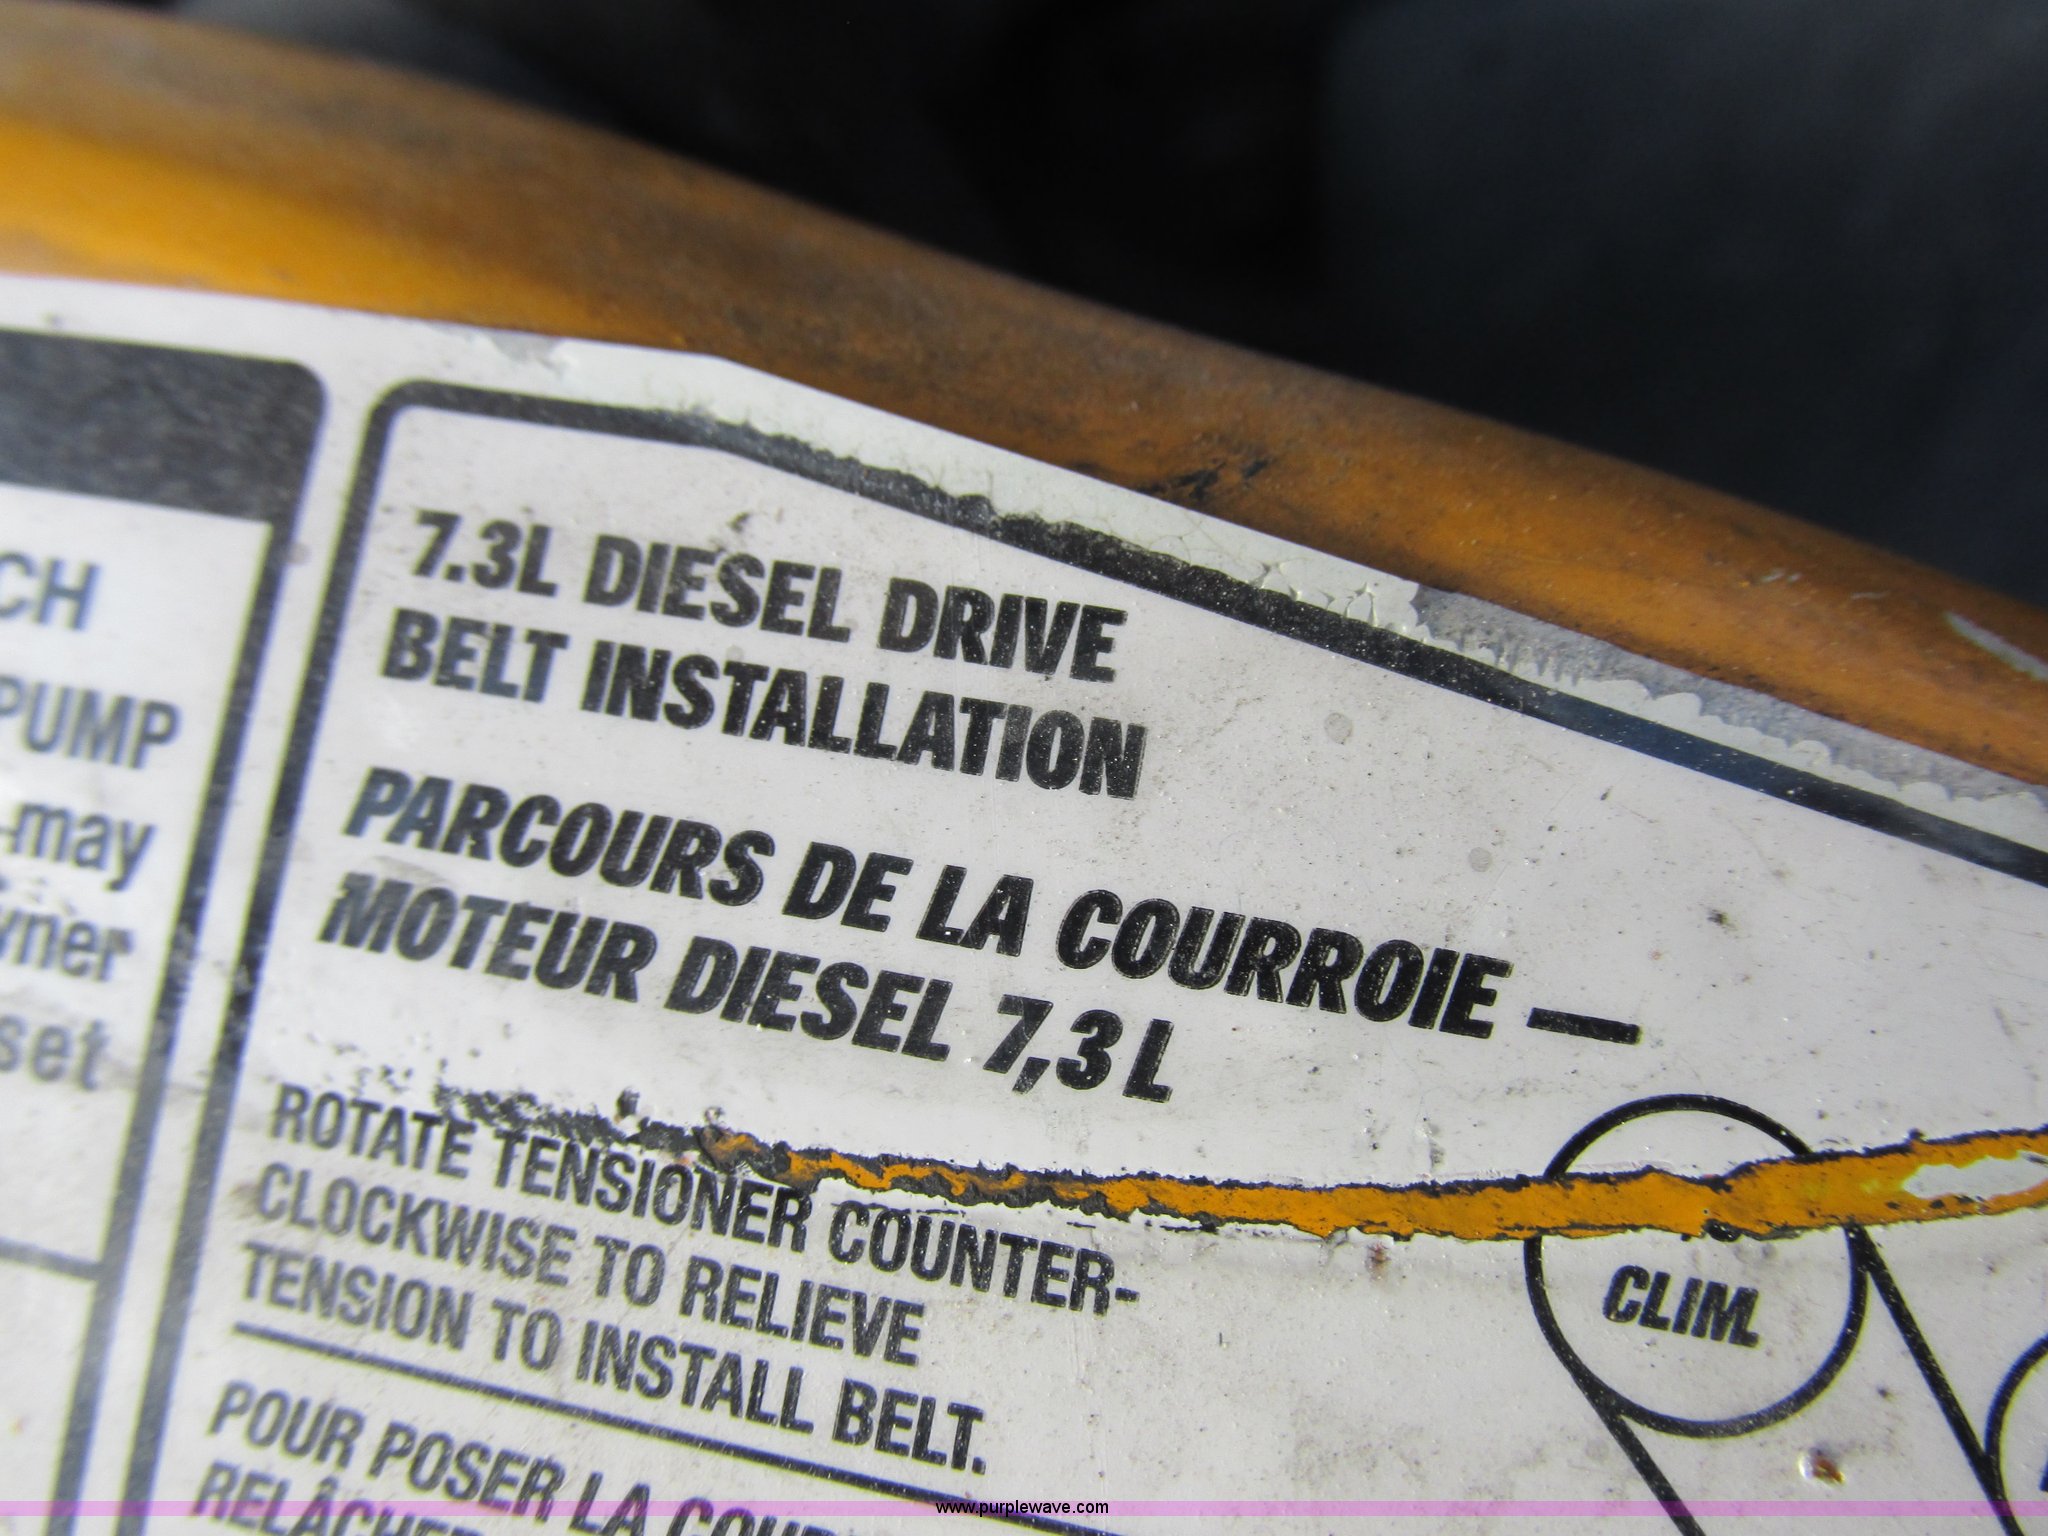 CH
PUMP
may
set
7.3L DIESEL DRIVE
BELT INSTALLATION
PARCOURS DE LA COURROIE —
MOTEUR DIESEL 7,3 L
ROTATE TENSIONER COUNTER-
CLOCKWISE TO RELIEVE
TENSION TO INSTALL BELT.
POUR POSER LA
CLIM.
www.purplewave.com